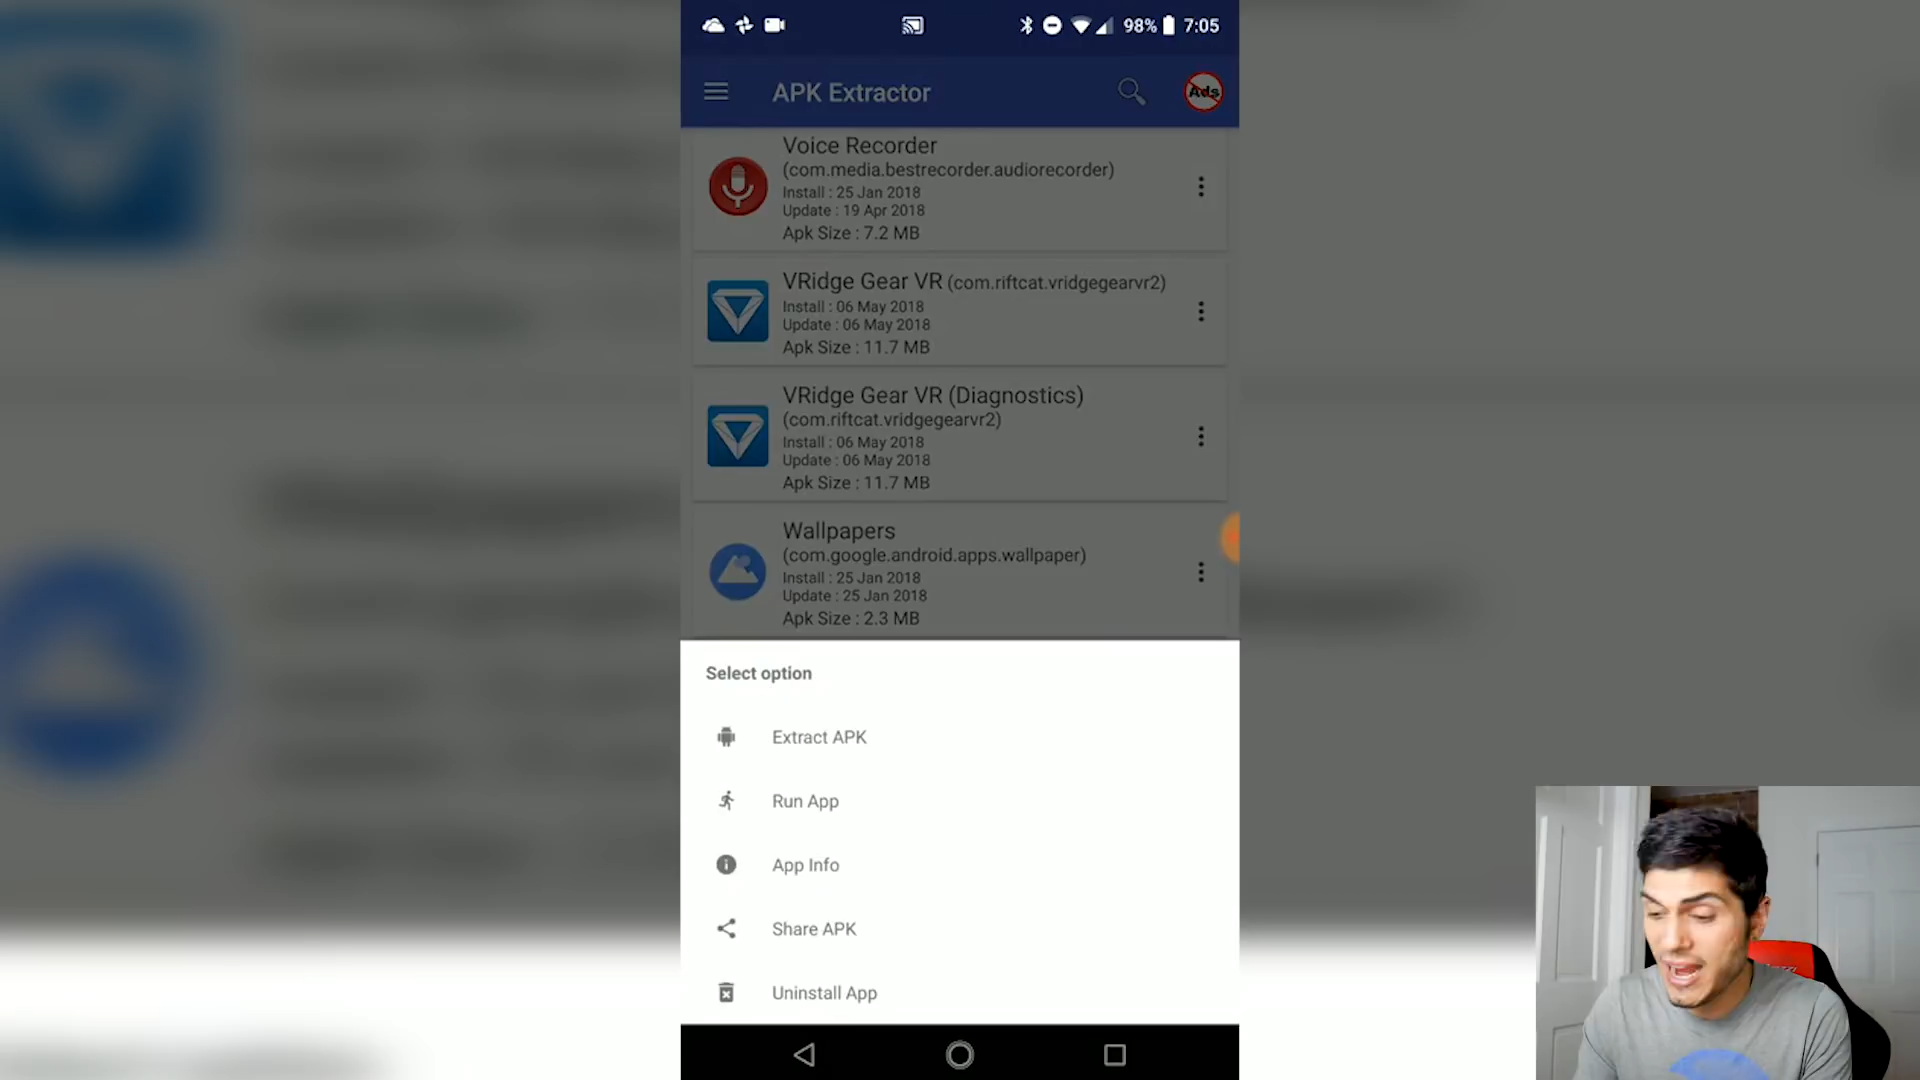 98% 7:05
APK Extractor
Ads
Voice Recorder
(com.media.bestrecorder.audiorecorder)
Install : 25 Jan 2018
Update : 19 Apr 2018
Apk Size : 7.2 MB
VRidge Gear VR (com.riftcat.vridgegearvr2)
Install : 06 May 2018
Update : 06 May 2018
Apk Size : 11.7 MB
VRidge Gear VR (Diagnostics)
(com.riftcat.vridgegearvr2)
Install : 06 May 2018
Update : 06 May 2018
Apk Size : 11.7 MB
Wallpapers
(com.google.android.apps.wallpaper)
Install : 25 Jan 2018
Update : 25 Jan 2018
Apk Size : 2.3 MB
Select option
Extract APK
Run App
App Info
Share APK
Uninstall App